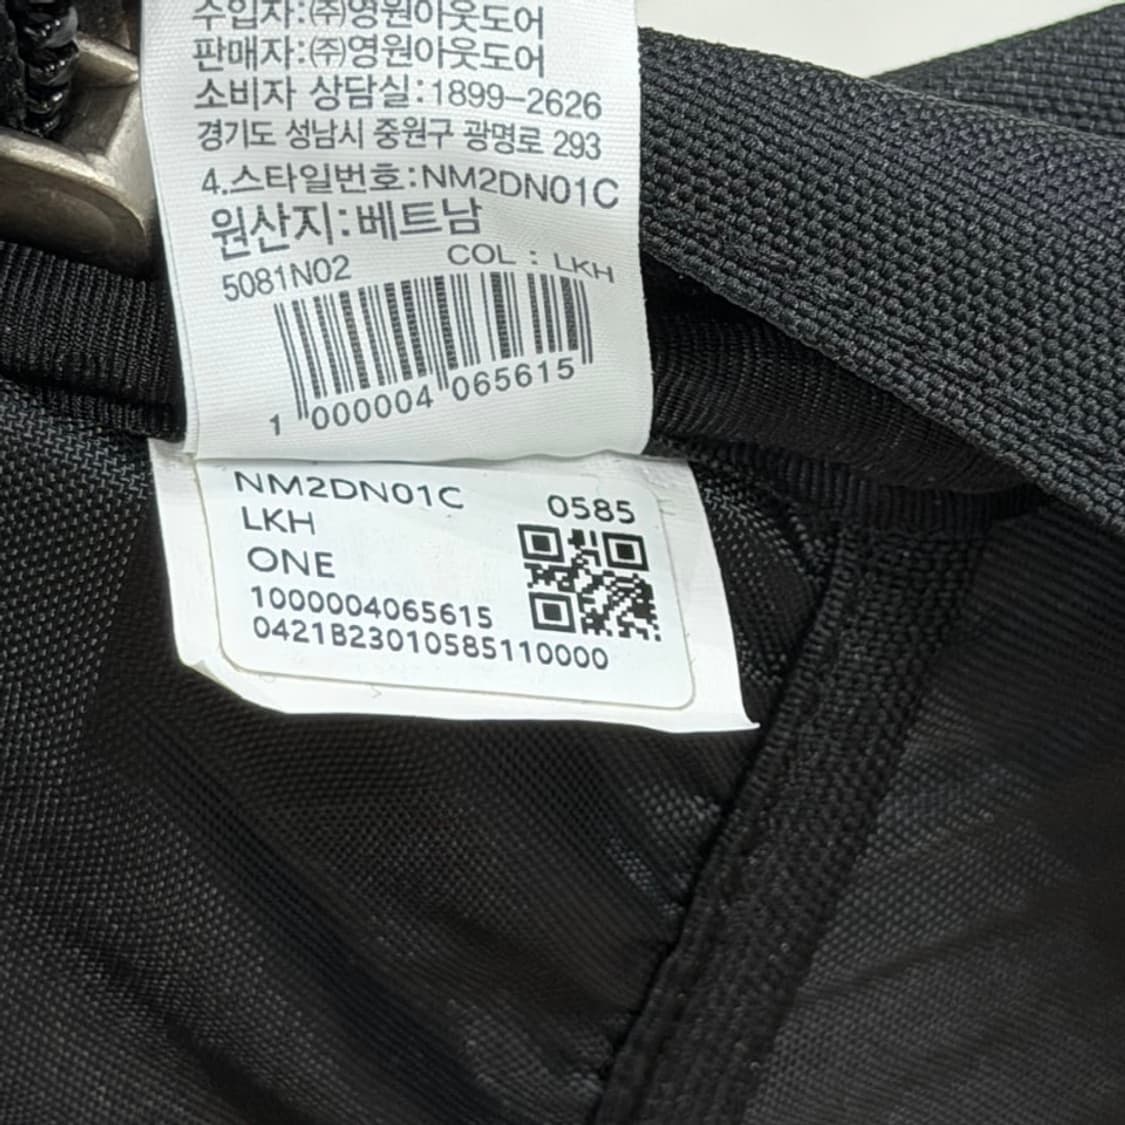 수입자:㈜영원아웃도어
판매자:㈜영원아웃도어
소비자 상담실:1899-2626
경기도 성남시 중원구 광명로 293
4.스타일번호:NM2DN01C
원산지:베트남
5081N02 COL : LKH
1 000004 065615
NM2DN01C 0585
LKH
ONE
1000004065615
0421B23010585110000